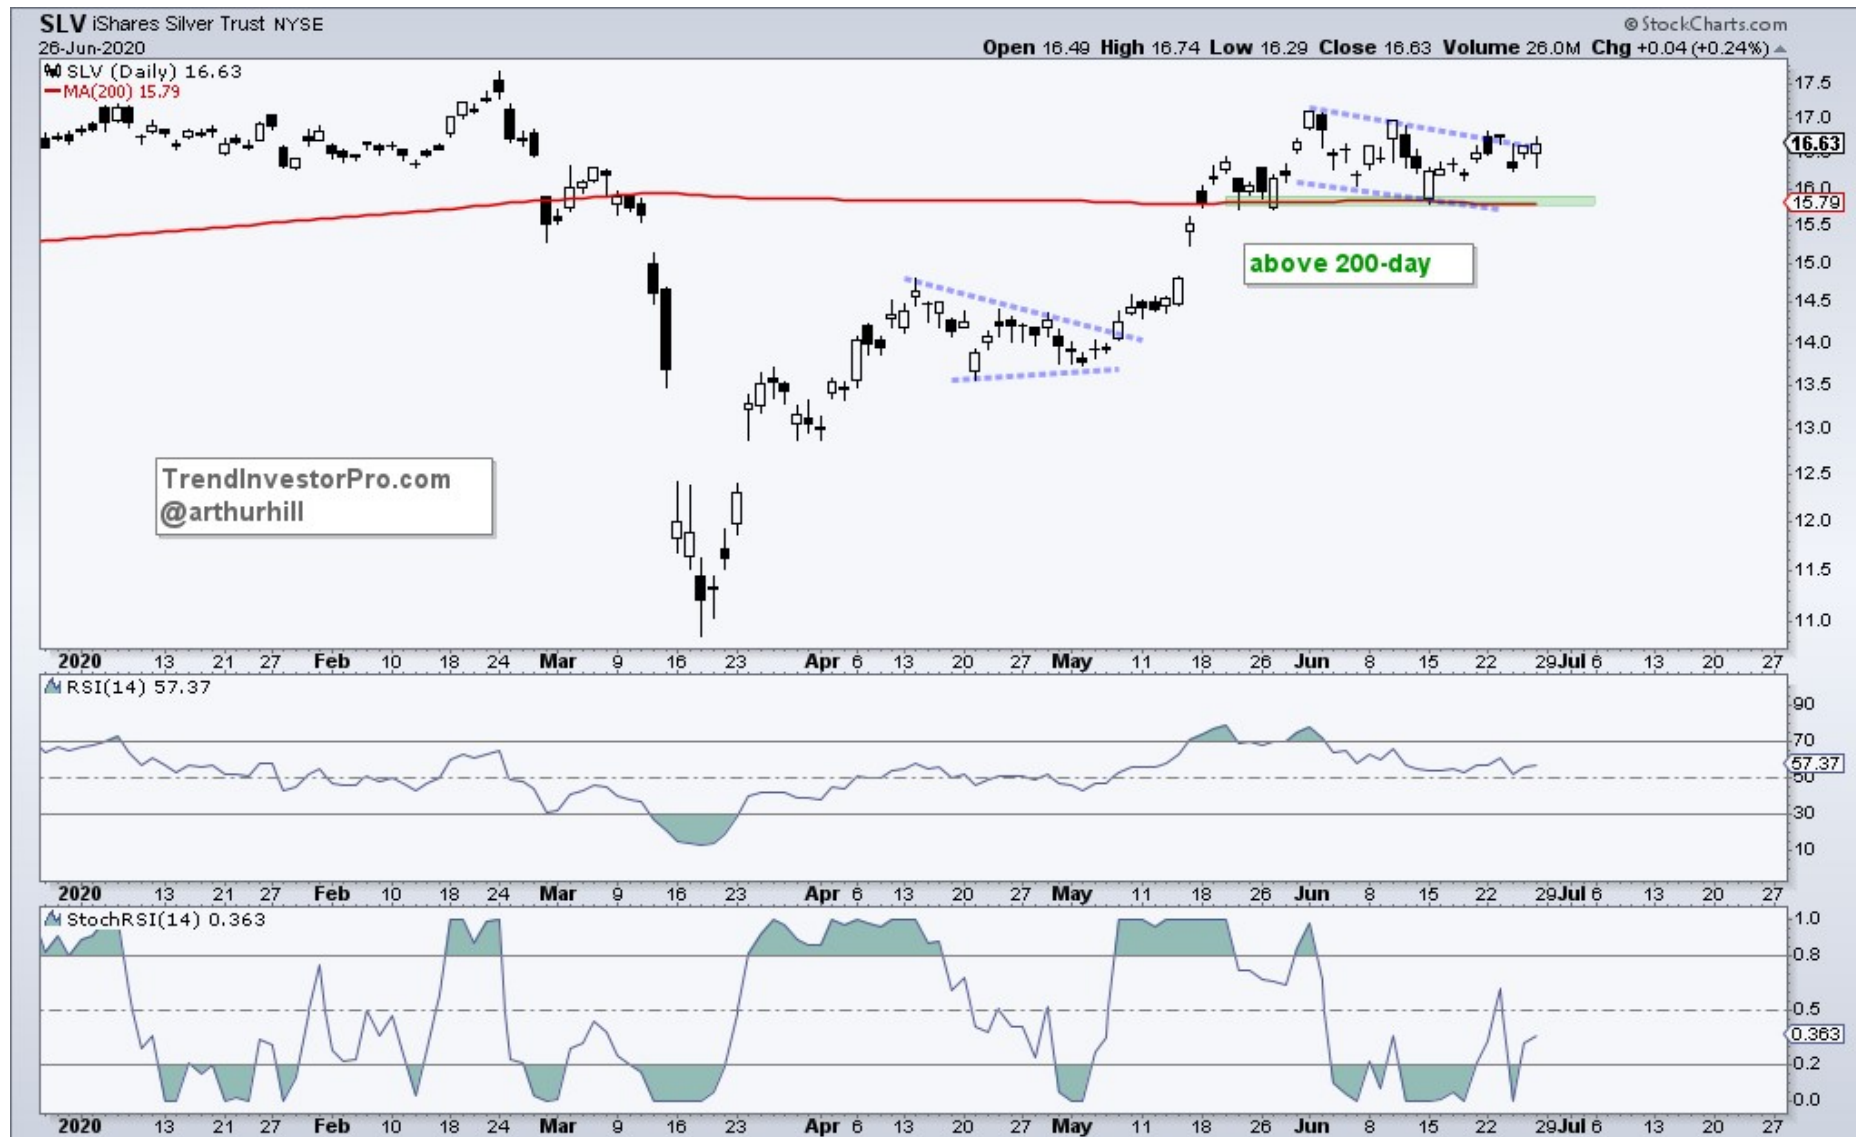 SLV iShares Silver Trust NYSE
© StockCharts.com
26-Jun-2020
Open 16.49 High 16.74 Low 16.29 Close 16.63 Volume 26.0M Chg +0.04 (+0.24%)
SLV (Daily) 16.63
MA(200) 15.79
17.5
17.0
16.63
16.0
15.79
15.5
15.0
14.5
14.0
13.5
13.0
12.5
12.0
11.5
11.0
above 200-day
TrendInvestorPro.com
@arthurhill
2020 13 21 27 Feb 10 18 24 Mar 9 16 23 Apr 6 13 20 27 May 11 18 26 Jun 8 15 22 29 Jul 6 13 20 27
RSI(14) 57.37
90
70
57.37
50
30
10
2020 13 21 27 Feb 10 18 24 Mar 9 16 23 Apr 6 13 20 27 May 11 18 26 Jun 8 15 22 29 Jul 6 13 20 27
StochRSI(14) 0.363
1.0
0.8
0.5
0.363
0.2
0.0
2020 13 21 27 Feb 10 18 24 Mar 9 16 23 Apr 6 13 20 27 May 11 18 26 Jun 8 15 22 29 Jul 6 13 20 27